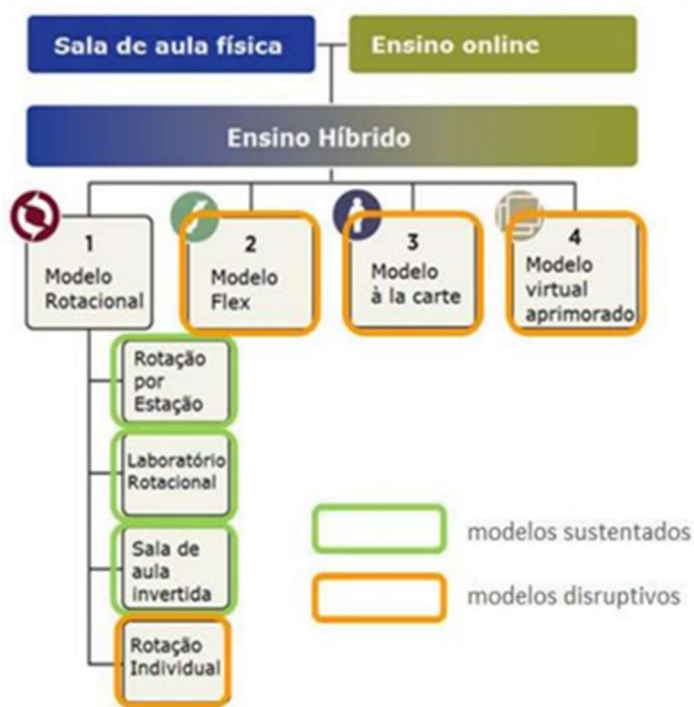 Sala de aula física
Ensino online
Ensino Híbrido
1
Modelo
Rotacional
2
Modelo
Flex
3
Modelo
à la carte
4
Modelo
virtual
aprimorado
Rotação
por
Estação
Laboratório
Rotacional
Sala de
aula
invertida
Rotação
Individual
modelos sustentados
modelos disruptivos